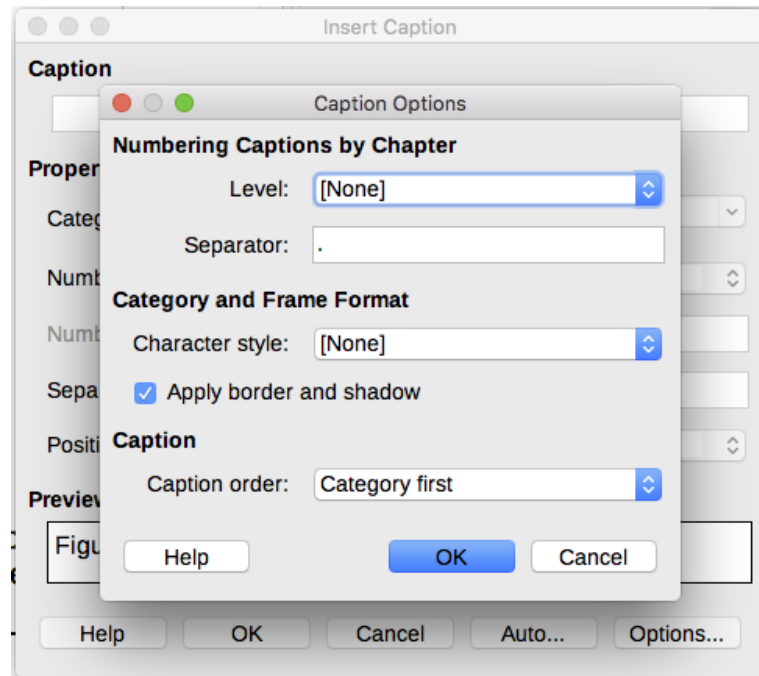 Insert Caption
Caption
Caption Options
Numbering Captions by Chapter
Level: [None]
Separator: .
Category and Frame Format
Character style: [None]
Apply border and shadow
Caption
Caption order: Category first
Help OK Cancel
Help OK Cancel Auto... Options...